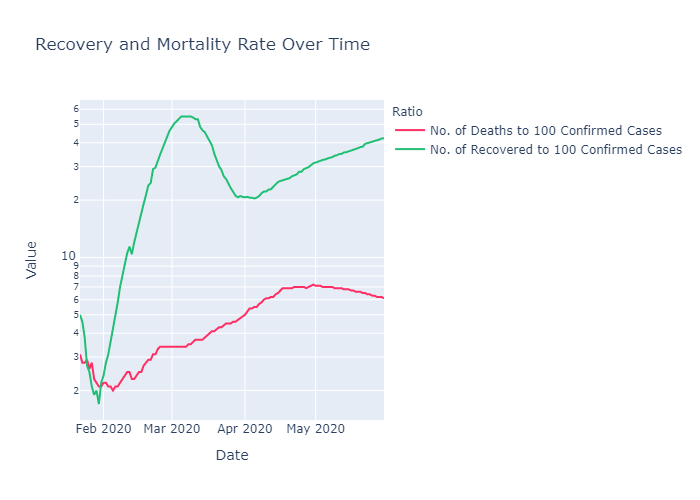 Recovery and Mortality Rate Over Time
Ratio
No. of Deaths to 100 Confirmed Cases
No. of Recovered to 100 Confirmed Cases
Value
6
5
4
3
2
10
9
8
7
6
5
4
3
2
Feb 2020 Mar 2020 Apr 2020 May 2020
Date